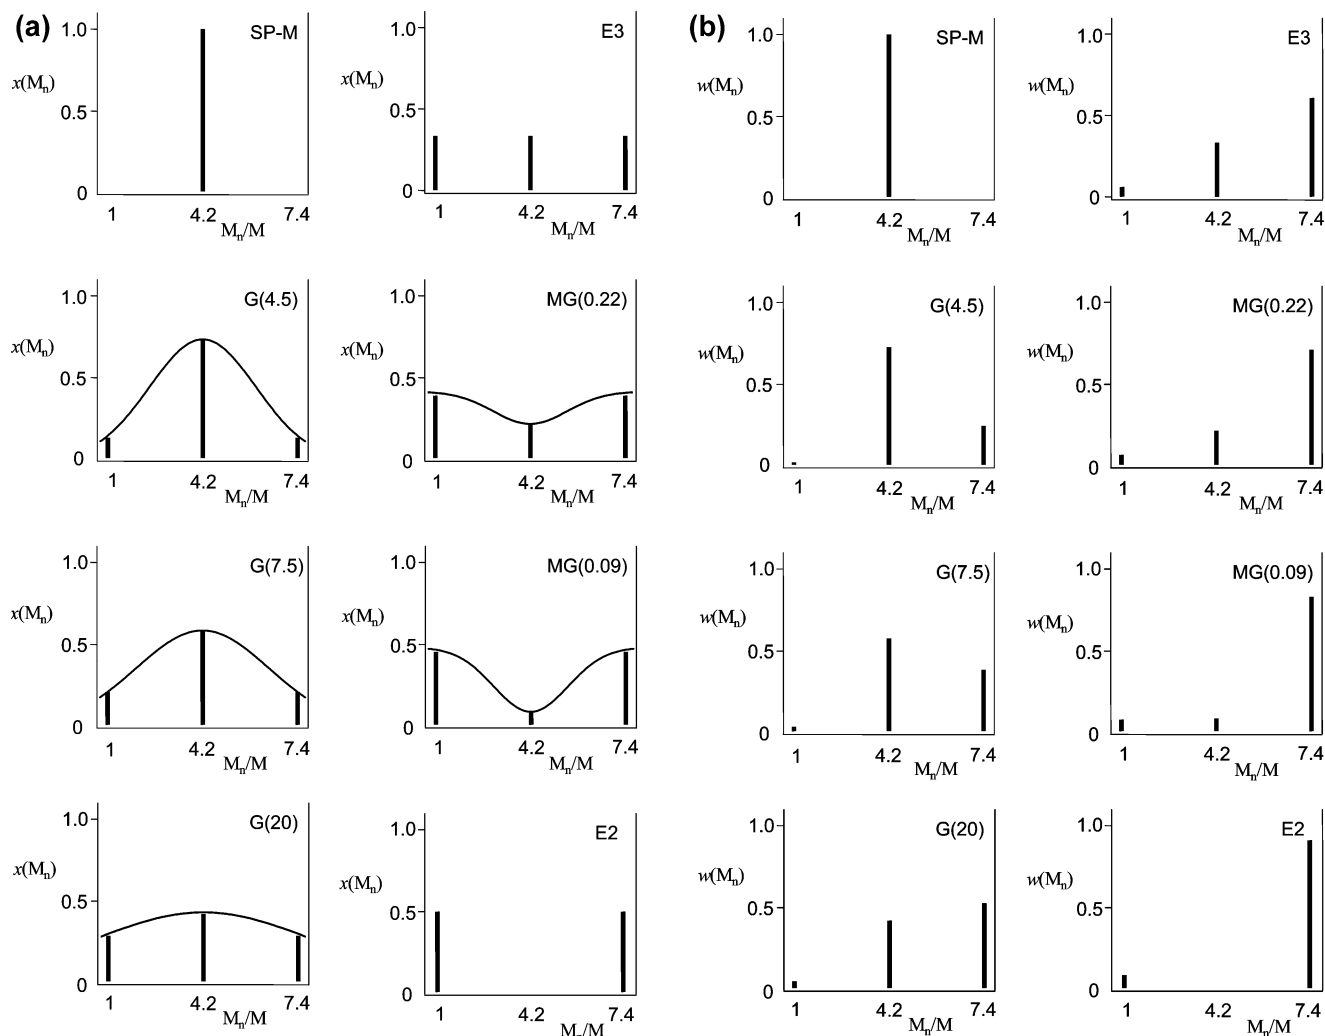 (a)
SP-M
1.0
x(Mn)
0.5
0
1 4.2 7.4
Mn/M
E3
1.0
x(Mn)
0.5
0
1 4.2 7.4
Mn/M
G(4.5)
1.0
x(Mn)
0.5
0
1 4.2 7.4
Mn/M
MG(0.22)
1.0
x(Mn)
0.5
0
1 4.2 7.4
Mn/M
G(7.5)
1.0
x(Mn)
0.5
0
1 4.2 7.4
Mn/M
MG(0.09)
1.0
x(Mn)
0.5
0
1 4.2 7.4
Mn/M
G(20)
1.0
x(Mn)
0.5
0
1 4.2 7.4
Mn/M
E2
1.0
x(Mn)
0.5
0
1 4.2 7.4
Mn/M
(b)
SP-M
1.0
w(Mn)
0.5
0
1 4.2 7.4
Mn/M
E3
1.0
w(Mn)
0.5
0
1 4.2 7.4
Mn/M
G(4.5)
1.0
w(Mn)
0.5
0
1 4.2 7.4
Mn/M
MG(0.22)
1.0
w(Mn)
0.5
0
1 4.2 7.4
Mn/M
G(7.5)
1.0
w(Mn)
0.5
0
1 4.2 7.4
Mn/M
MG(0.09)
1.0
w(Mn)
0.5
0
1 4.2 7.4
Mn/M
G(20)
1.0
w(Mn)
0.5
0
1 4.2 7.4
Mn/M
E2
1.0
w(Mn)
0.5
0
1 4.2 7.4
Mn/M